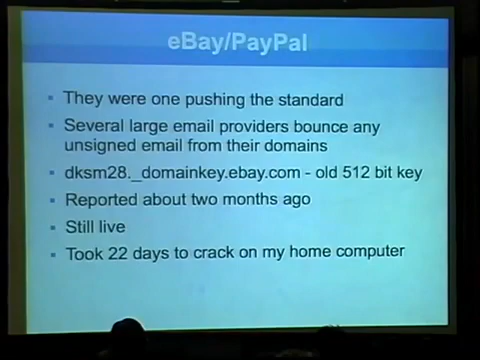 eBay/PayPal
They were one pushing the standard
Several large email providers bounce any
unsigned email from their domains
dksm28._domainkey.ebay.com - old 512 bit key
Reported about two months ago
Still live
Took 22 days to crack on my home computer